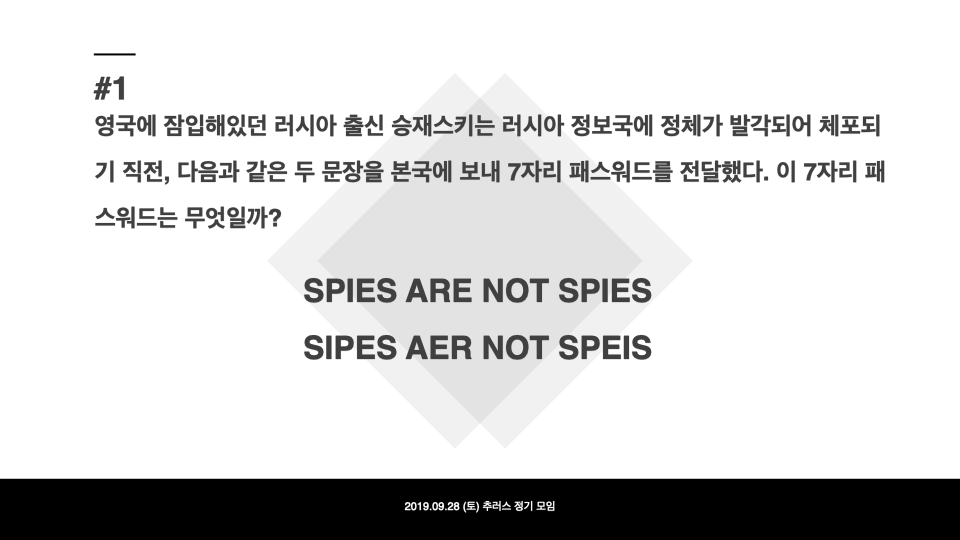 #1
영국에 잠입해있던 러시아 출신 승재스키는 러시아 정보국에 정체가 발각되어 체포되
기 직전, 다음과 같은 두 문장을 본국에 보내 7자리 패스워드를 전달했다. 이 7자리 패
스워드는 무엇일까?
SPIES ARE NOT SPIES
SIPES AER NOT SPEIS
2019.09.28 (토) 추러스 정기 모임